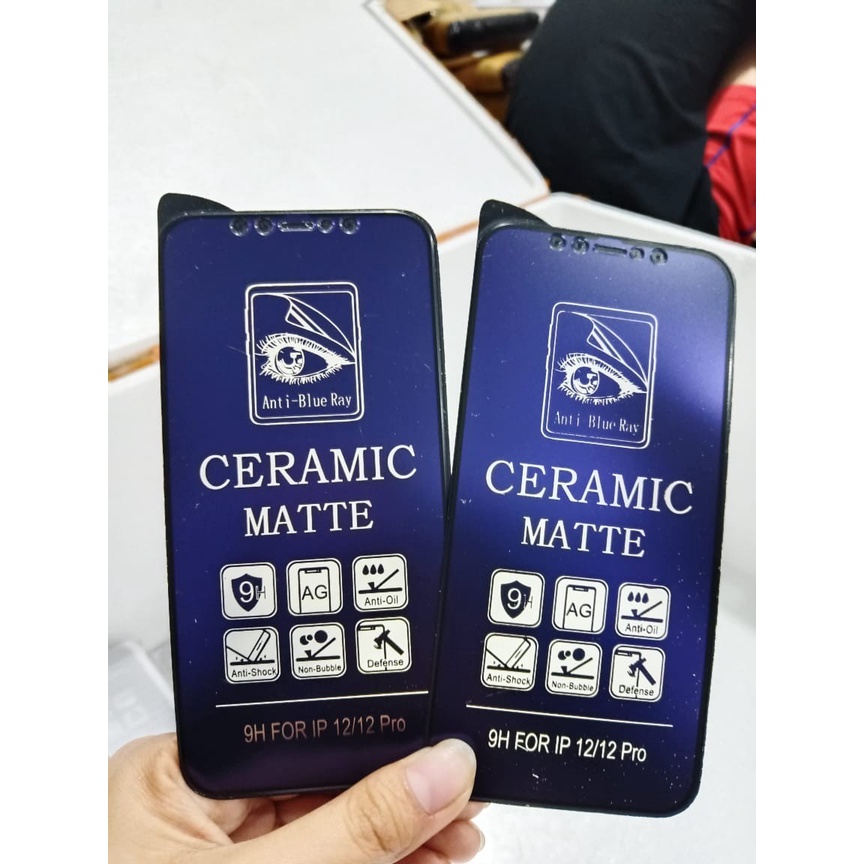 Anti-Blue Ray
CERAMIC
MATTE
9H
AG
Anti-Oil
Anti-Shock
Non-Bubble
Defense
9H FOR IP 12/12 Pro
Anti-Blue Ray
CERAMIC
MATTE
9H
AG
Anti-Oil
Anti-Shock
Non-Bubble
Defense
9H FOR IP 12/12 Pro